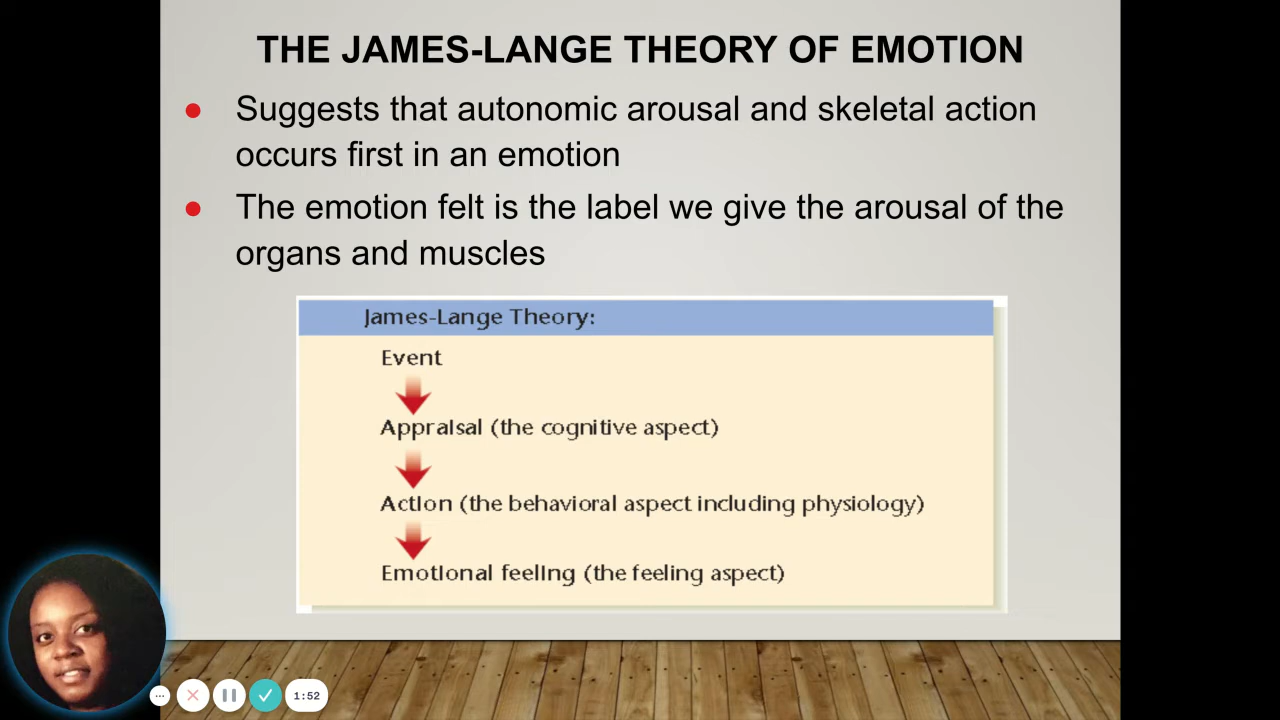 THE JAMES-LANGE THEORY OF EMOTION
● Suggests that autonomic arousal and skeletal action
occurs first in an emotion
● The emotion felt is the label we give the arousal of the
organs and muscles
James-Lange Theory:
Event
Appraisal (the cognitive aspect)
Action (the behavioral aspect including physiology)
Emotional feeling (the feeling aspect)
1:52